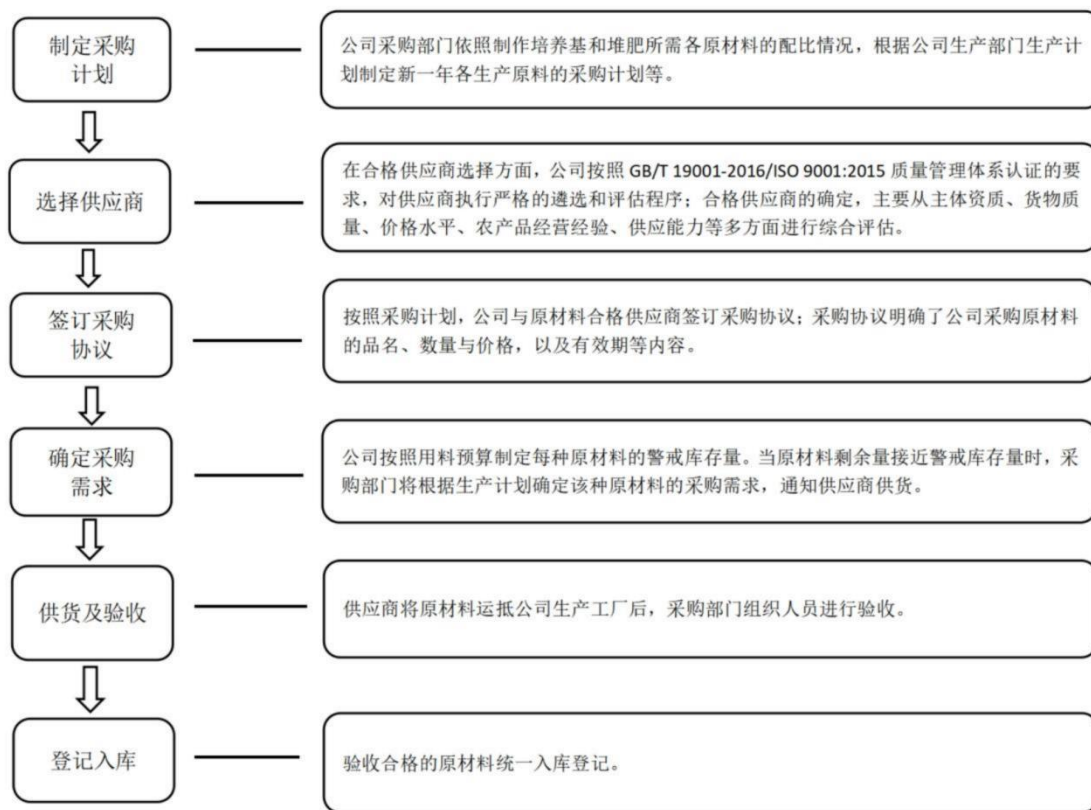 制定采购
计划
公司采购部门依照制作培养基和堆肥所需各原材料的配比情况，根据公司生产部门生产计
划制定新一年各生产原料的采购计划等。
选择供应商
在合格供应商选择方面，公司按照 GB/T 19001-2016/ISO 9001:2015 质量管理体系认证的要
求，对供应商执行严格的遴选和评估程序；合格供应商的确定，主要从主体资质、货物质
量、价格水平、农产品经营经验、供应能力等多方面进行综合评估。
签订采购
协议
按照采购计划，公司与原材料合格供应商签订采购协议；采购协议明确了公司采购原材料
的品名、数量与价格，以及有效期等内容。
确定采购
需求
公司按照用料预算制定每种原材料的警戒库存量。当原材料剩余量接近警戒库存量时，采
购部门将根据生产计划确定该种原材料的采购需求，通知供应商供货。
供货及验收
供应商将原材料运抵公司生产工厂后，采购部门组织人员进行验收。
登记入库
验收合格的原材料统一入库登记。